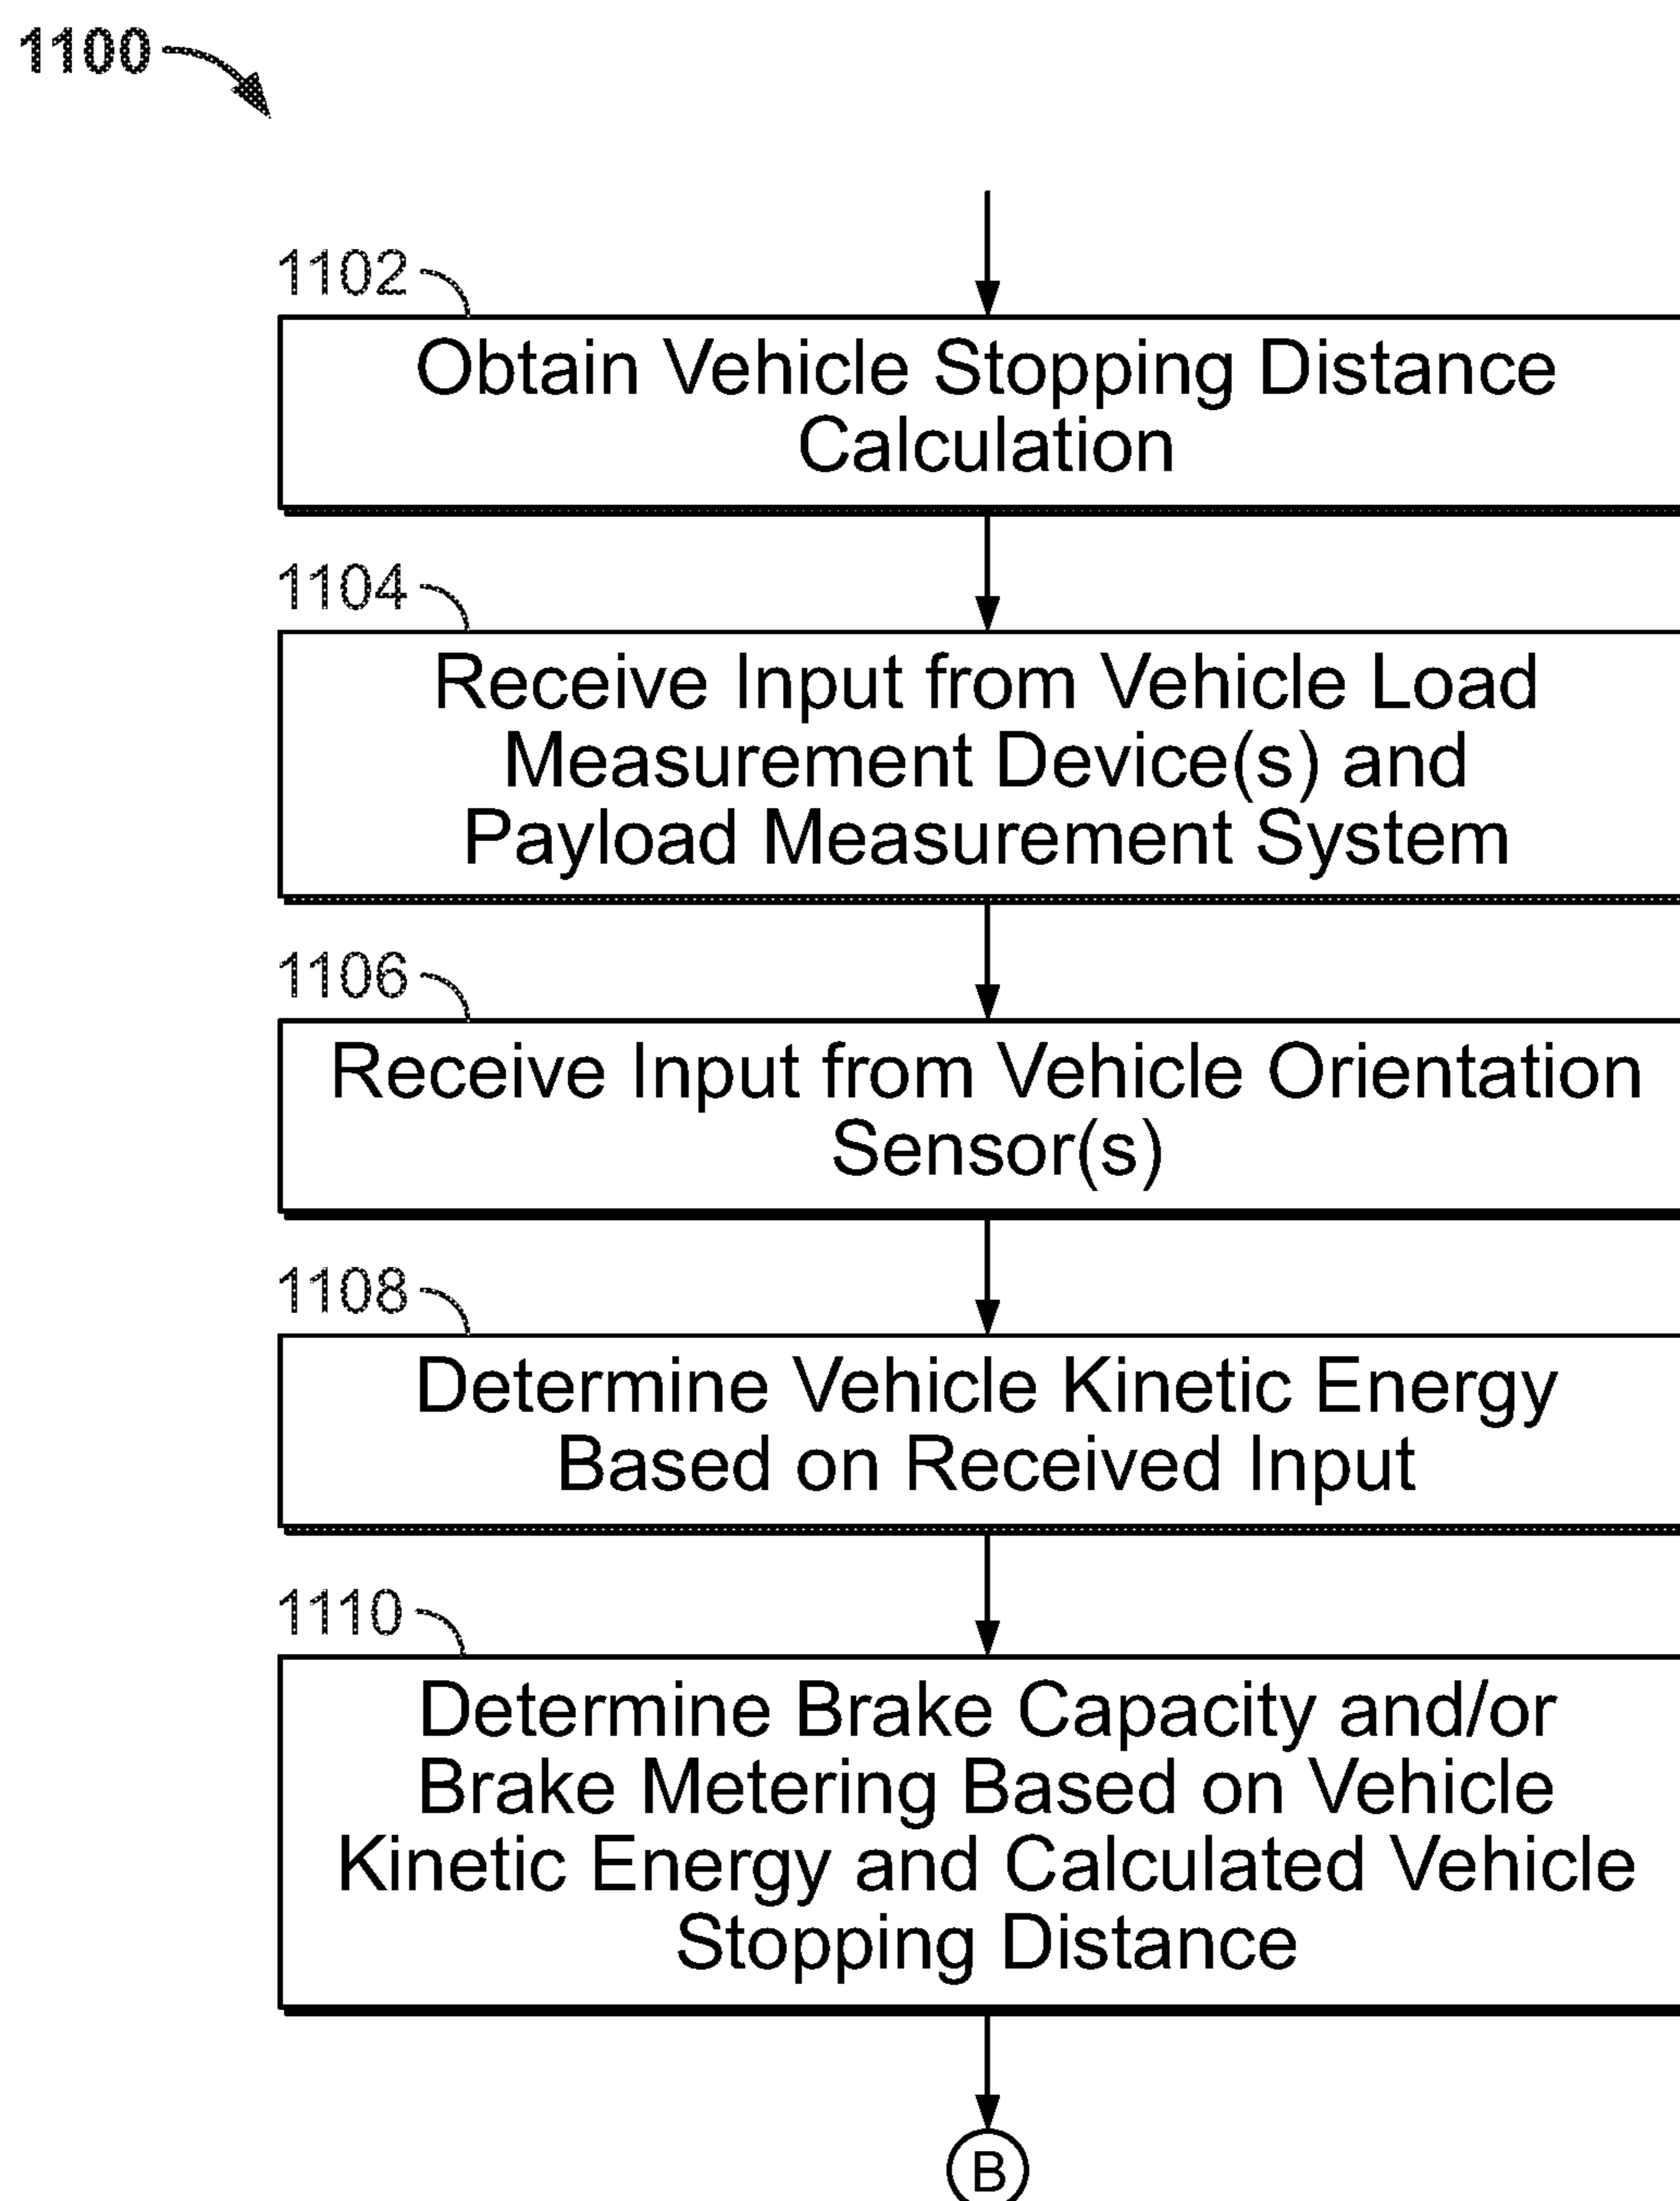 1100
1102
Obtain Vehicle Stopping Distance
Calculation
1104
Receive Input from Vehicle Load
Measurement Device(s) and
Payload Measurement System
1106
Receive Input from Vehicle Orientation
Sensor(s)
1108
Determine Vehicle Kinetic Energy
Based on Received Input
1110
Determine Brake Capacity and/or
Brake Metering Based on Vehicle
Kinetic Energy and Calculated Vehicle
Stopping Distance
B